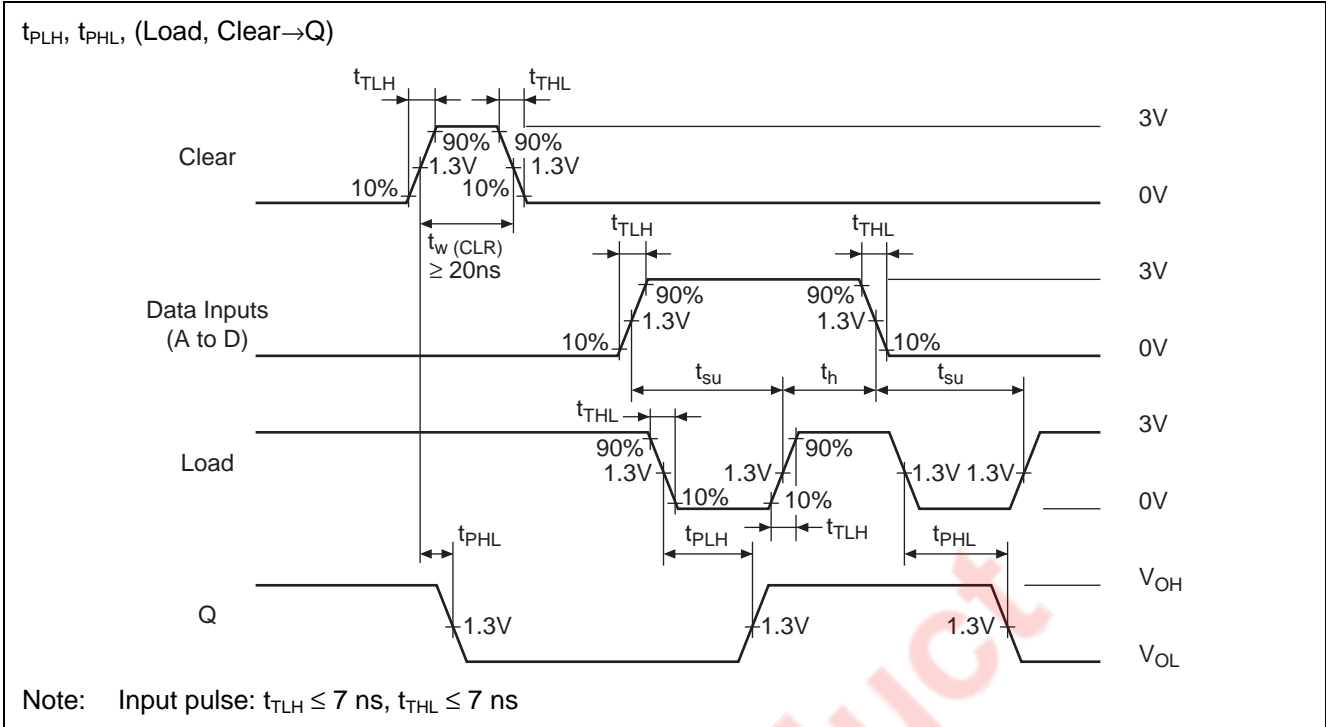 tPLH, tPHL, (Load, Clear→Q)
tTLH tTHL
3V
90% 90%
Clear
1.3V 1.3V
10% 10%
0V
tw (CLR)
≥ 20ns
tTLH tTHL
3V
90% 90%
Data Inputs
(A to D)
1.3V 1.3V
10% 10%
0V
tsu th tsu
tTHL
3V
90% 90%
Load
1.3V 1.3V 1.3V 1.3V
10% 10%
0V
tTLH
tPHL tPLH tPHL
VOH
Q
1.3V 1.3V 1.3V
VOL
Note: Input pulse: tTLH ≤ 7 ns, tTHL ≤ 7 ns